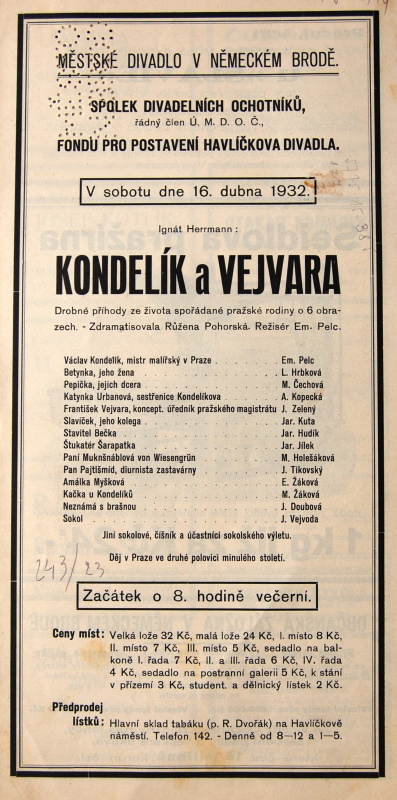 MĚSTSKÉ DIVADLO V NĚMECKÉM BRODĚ.
SPOLEK DIVADELNÍCH OCHOTNÍKŮ,
řádný člen Ú. M. D. O. Č.,
FONDU PRO POSTAVENÍ HAVLÍČKOVA DIVADLA.
V sobotu dne 16. dubna 1932.
Ignát Herrmann:
KONDELÍK a VEJVARA
Drobné příhody ze života spořádané pražské rodiny o 6 obra-
zech. - Zdramatisovala Růžena Pohorská. Režisér Em. Pelc.
Václav Kondelík, mistr malířský v Praze . . . . . . Em. Pelc
Betynka, jeho žena . . . . . . L. Hrbková
Pepička, jejich dcera . . . . . . M. Čechová
Katynka Urbanová, sestřenice Kondelíkova . . . . . . A. Kopecká
František Vejvara, koncept. úředník pražského magistrátu J. Zelený
Slavíček, jeho kolega . . . . . . Jar. Kuta
Stavitel Bečka . . . . . . Jar. Hudík
Štukatér Šarapatka . . . . . . Jar. Jílek
Paní Muknšnáblová von Wiesengrün . . . . . . M. Holešáková
Pan Pajtlšmíd, diurnista zastavárny . . . . . . J. Tikovský
Amálka Myšková . . . . . . E. Žáková
Kačka u Kondelíků . . . . . . M. Žáková
Neznámá s brašnou . . . . . . J. Doubová
Sokol . . . . . . J. Vejvoda
Jiní sokolové, číšník a účastníci sokolského výletu.
Děj v Praze ve druhé polovici minulého století.
243/23
Začátek o 8. hodině večerní.
Ceny míst: Velká lože 32 Kč, malá lože 24 Kč, I. místo 8 Kč,
II. místo 7 Kč, III. místo 5 Kč, sedadlo na bal-
koně I. řada 7 Kč, II. a III. řada 6 Kč, IV. řada
4 Kč, sedadlo na postranní galerii 5 Kč, k stání
v přízemí 3 Kč, student. a dělnický lístek 2 Kč.
Předprodej
lístků: Hlavní sklad tabáku (p. R. Dvořák) na Havlíčkově
náměstí. Telefon 142. - Denně od 8—12 a 1—5.